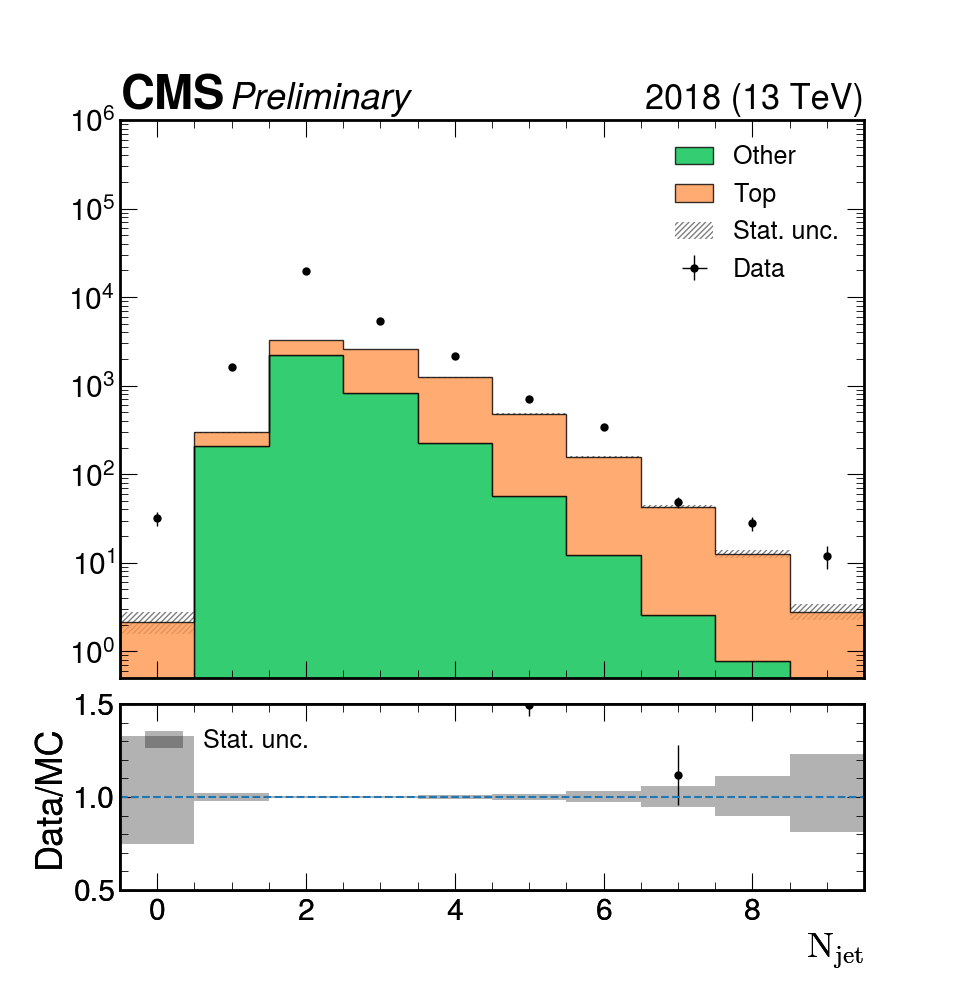 CMS Preliminary 2018 (13 TeV)
10^6
10^5
10^4
10^3
10^2
10^1
10^0
Other
Top
Stat. unc.
Data
1.5
1.0
0.5
Data/MC
Stat. unc.
0 2 4 6 8
N_jet